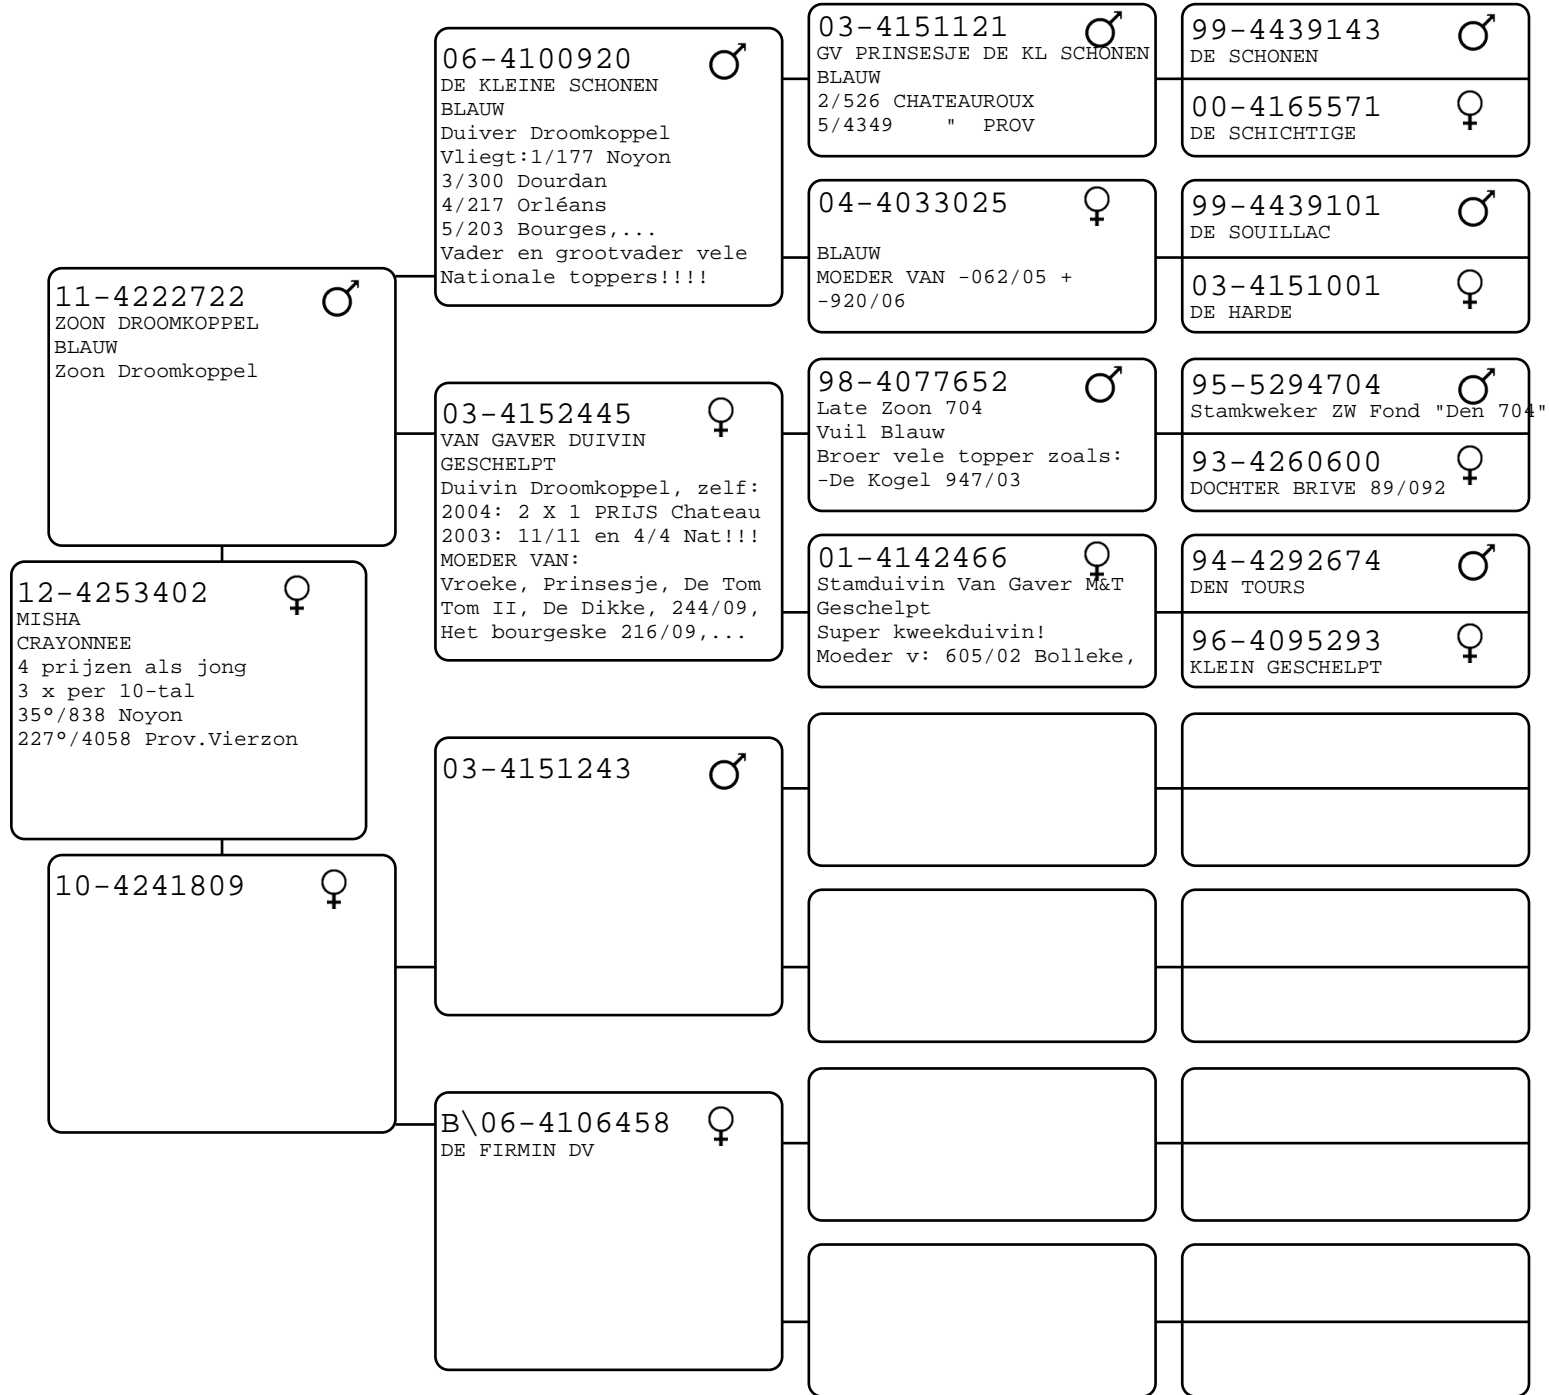 12-4253402
MISHA
CRAYONNEE
4 prijzen als jong
3 x per 10-tal
35°/838 Noyon
227°/4058 Prov.Vierzon
11-4222722
ZOON DROOMKOPPEL
BLAUW
Zoon Droomkoppel
10-4241809
06-4100920
DE KLEINE SCHONEN
BLAUW
Duiver Droomkoppel
Vliegt:1/177 Noyon
3/300 Dourdan
4/217 Orléans
5/203 Bourges,...
Vader en grootvader vele
Nationale toppers!!!!
03-4152445
VAN GAVER DUIVIN
GESCHELPT
Duivin Droomkoppel, zelf:
2004: 2 X 1 PRIJS Chateau
2003: 11/11 en 4/4 Nat!!!
MOEDER VAN:
Vroeke, Prinsesje, De Tom
Tom II, De Dikke, 244/09,
Het bourgeske 216/09,...
03-4151243
B\06-4106458
DE FIRMIN DV
03-4151121
GV PRINSESJE DE KL SCHONEN
BLAUW
2/526 CHATEAUROUX
5/4349    "  PROV
04-4033025
BLAUW
MOEDER VAN -062/05 +
-920/06
98-4077652
Late Zoon 704
Vuil Blauw
Broer vele topper zoals:
-De Kogel 947/03
01-4142466
Stamduivin Van Gaver M&T
Geschelpt
Super kweekduivin!
Moeder v: 605/02 Bolleke,
99-4439143
DE SCHONEN
00-4165571
DE SCHICHTIGE
99-4439101
DE SOUILLAC
03-4151001
DE HARDE
95-5294704
Stamkweker ZW Fond "Den 704"
93-4260600
DOCHTER BRIVE 89/092
94-4292674
DEN TOURS
96-4095293
KLEIN GESCHELPT